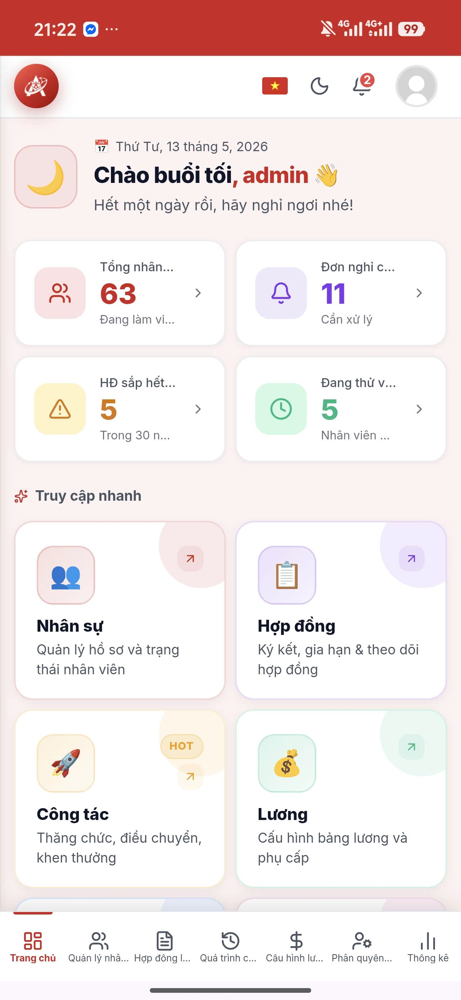 21:22 ...
4G 4G+ 99
2
Thứ Tư, 13 tháng 5, 2026
Chào buổi tối, admin 👋
Hết một ngày rồi, hãy nghỉ ngơi nhé!
Tổng nhân...
63
Đang làm vi...
Đơn nghỉ c...
11
Cần xử lý
HĐ sắp hết...
5
Trong 30 n...
Đang thử v...
5
Nhân viên ...
Truy cập nhanh
Nhân sự
Quản lý hồ sơ và trạng
thái nhân viên
Hợp đồng
Ký kết, gia hạn & theo dõi
hợp đồng
HOT
Công tác
Thăng chức, điều chuyển,
khen thưởng
Lương
Cấu hình bảng lương và
phụ cấp
Trang chủ
Quản lý nhâ...
Hợp đồng l...
Quá trình c...
Cấu hình lư...
Phân quyền...
Thống kê